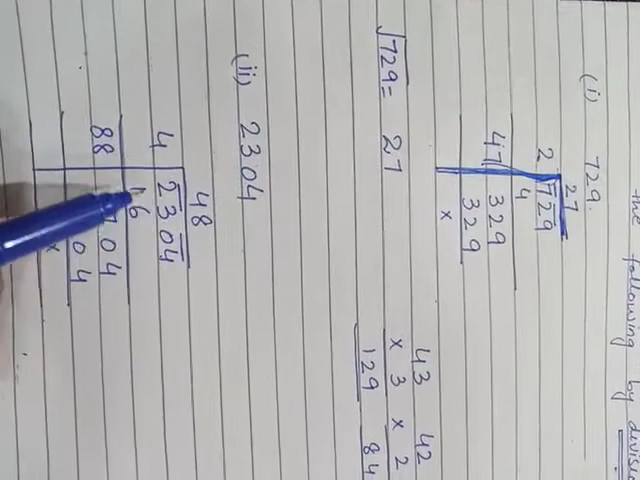 the following by divisi
(i) 729.
27
2 729
4
47 329
329
x
43 42
x 3 x 2
129 84
√729 = 27
(ii) 2304
48
4 2304
16
88 704
04
x